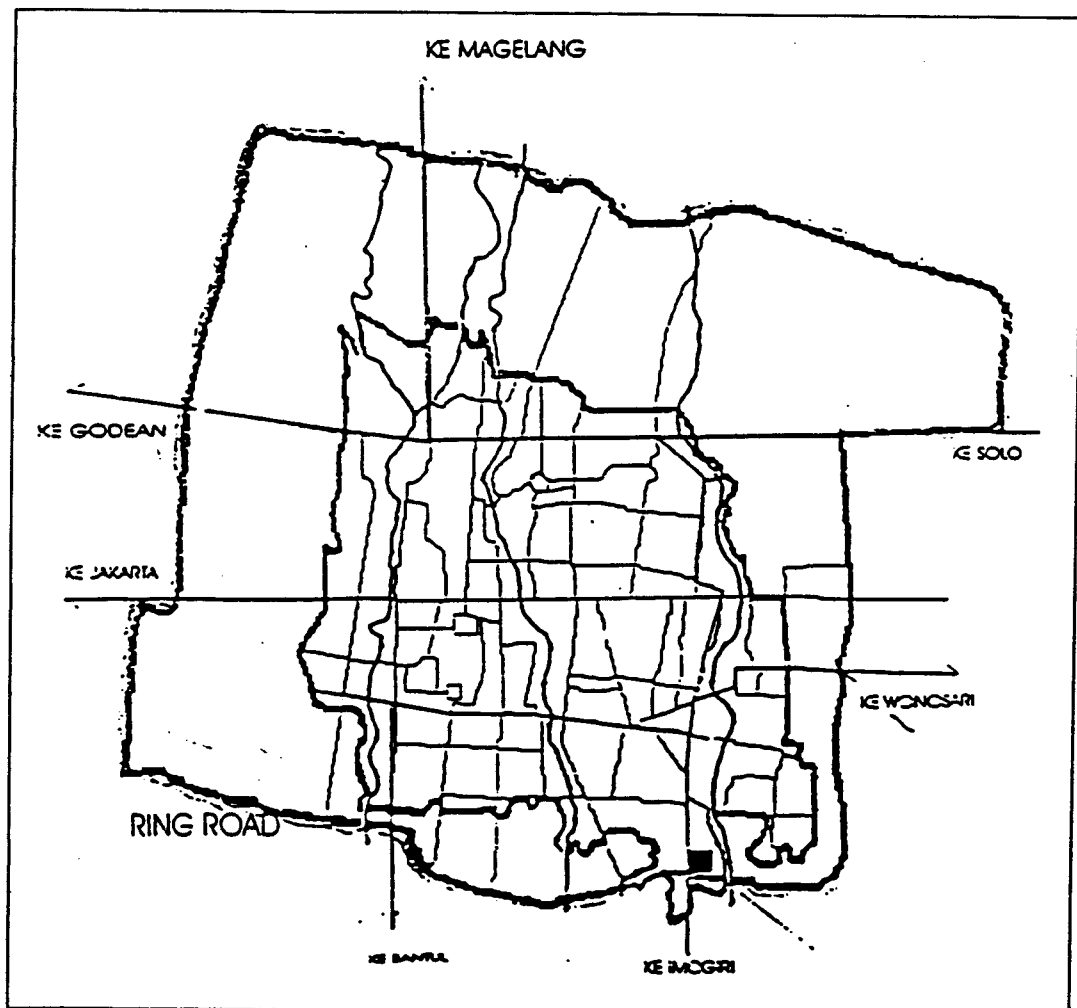 KE MAGELANG
KE GODEAN
KE SOLO
KE JAKARTA
KE WONOSARI
RING ROAD
KE BANTUL
KE IMOGIRI